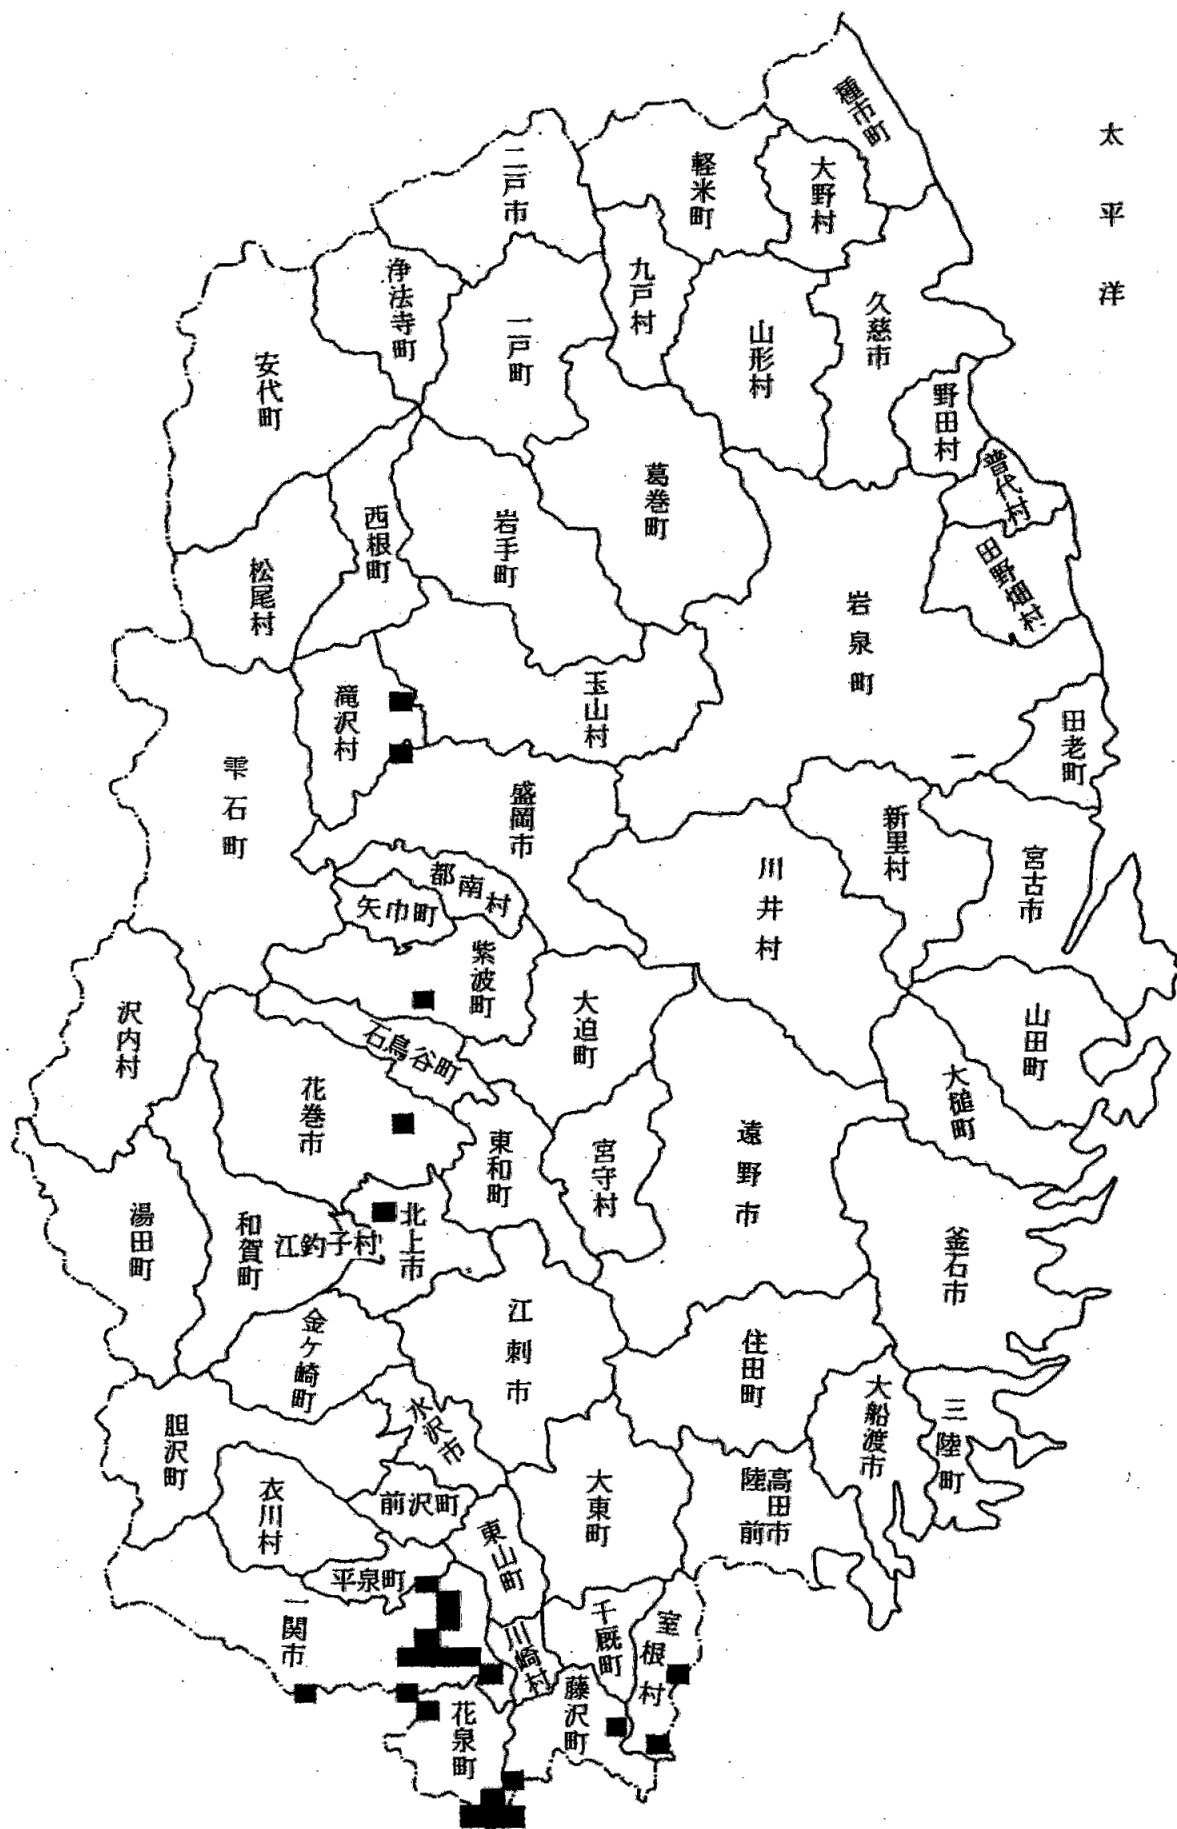 太平洋
種市町
大野村
軽米町
二戸市
九戸村
浄法寺町
一戸町
山形村
久慈市
安代町
野田村
葛巻町
普代村
西根町
岩手町
田野畑村
松尾村
岩泉町
玉山村
滝沢村
田老町
雫石町
盛岡市
新里村
宮古市
川井村
都南村
矢巾町
紫波町
大迫町
沢内村
山田町
石鳥谷町
大槌町
花巻市
東和町
宮守村
遠野市
湯田町
和賀町
江釣子村
北上市
釜石市
金ケ崎町
江刺市
住田町
大船渡市
三陸町
胆沢町
水沢市
衣川村
前沢町
大東町
陸前
高田市
東山町
平泉町
一関市
川崎村
千厩町
室根村
藤沢町
花泉町